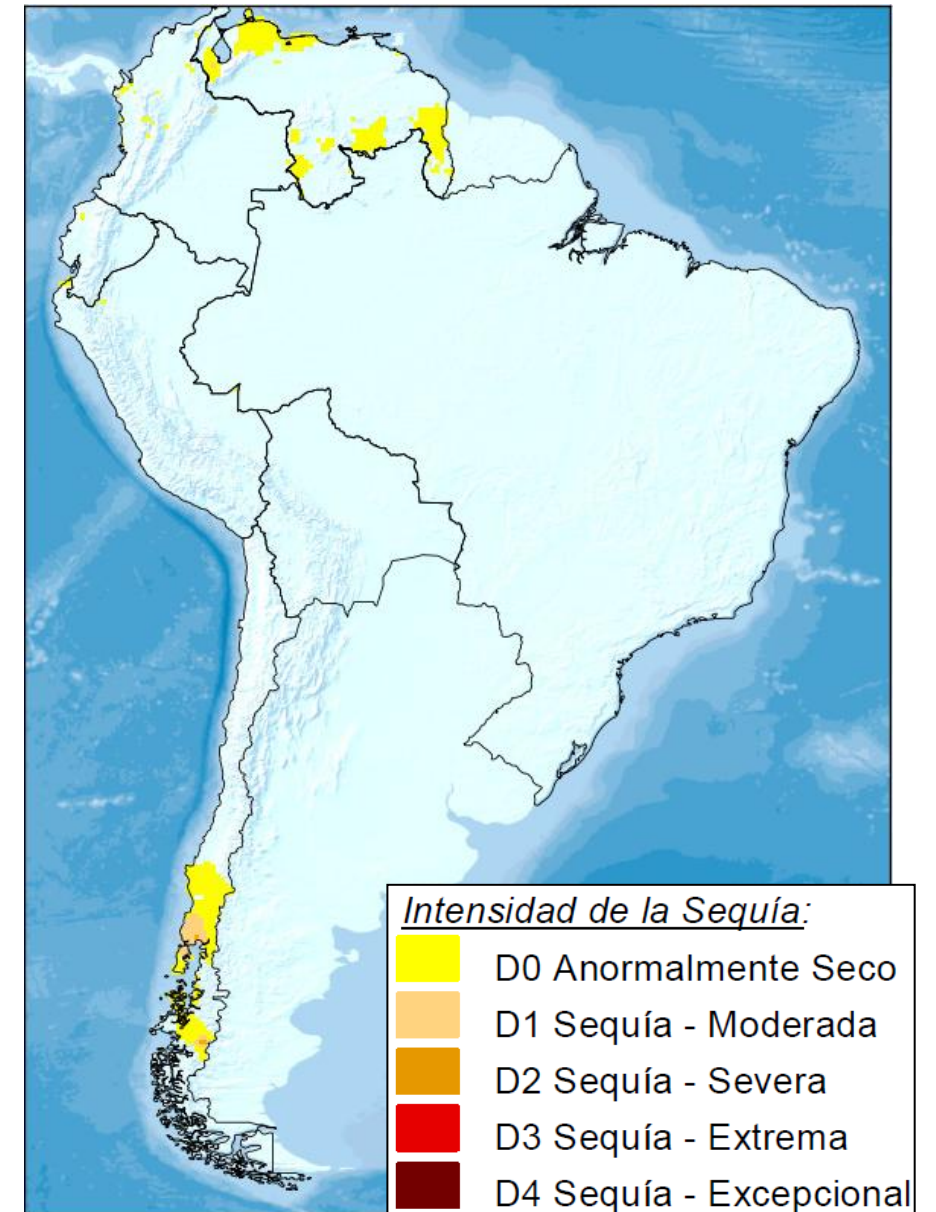 Intensidad de la Sequía:
D0 Anormalmente Seco
D1 Sequía - Moderada
D2 Sequía - Severa
D3 Sequía - Extrema
D4 Sequía - Excepcional